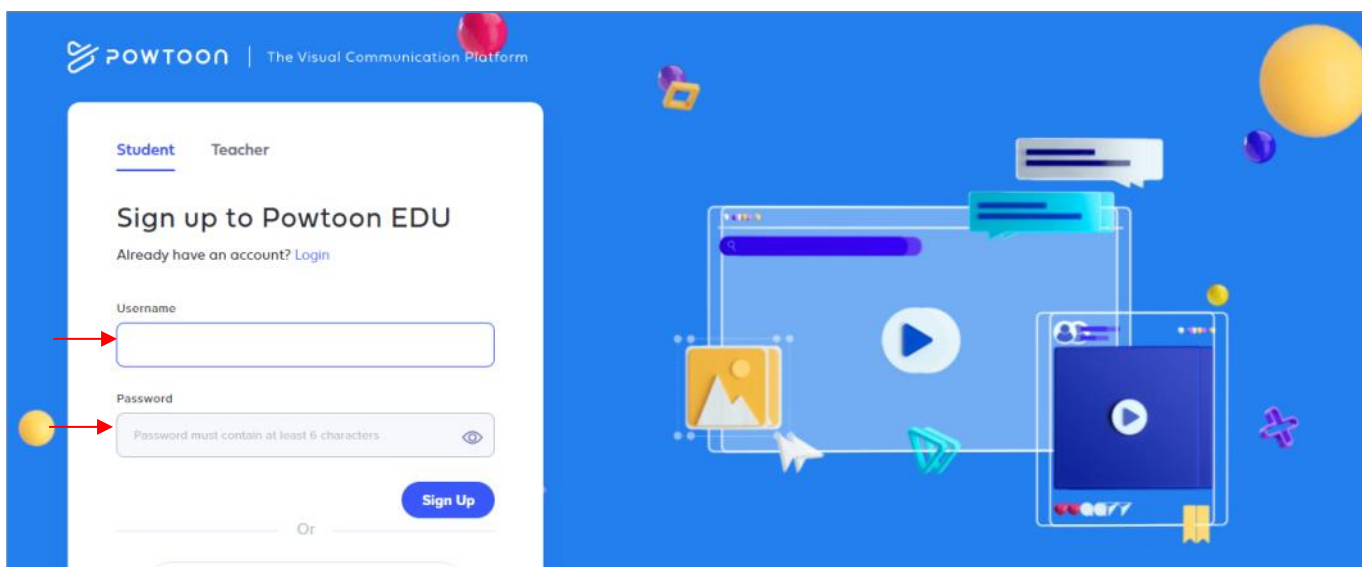 POWTOON | The Visual Communication Platform
Student Teacher
Sign up to Powtoon EDU
Already have an account? Login
Username
Password
Password must contain at least 6 characters
Sign Up
Or